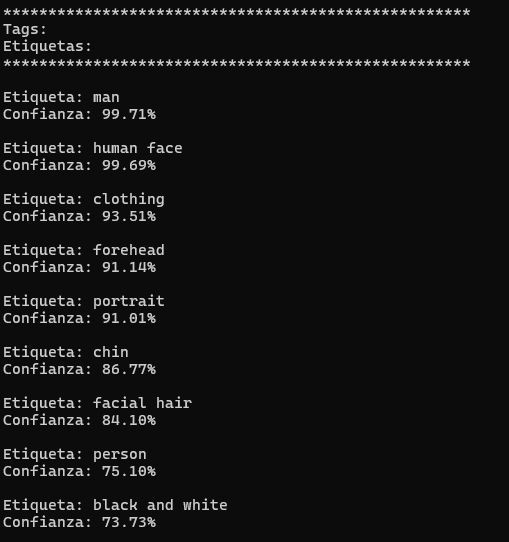 ****************************************************
Tags:
Etiquetas:
****************************************************
Etiqueta: man
Confianza: 99.71%
Etiqueta: human face
Confianza: 99.69%
Etiqueta: clothing
Confianza: 93.51%
Etiqueta: forehead
Confianza: 91.14%
Etiqueta: portrait
Confianza: 91.01%
Etiqueta: chin
Confianza: 86.77%
Etiqueta: facial hair
Confianza: 84.10%
Etiqueta: person
Confianza: 75.10%
Etiqueta: black and white
Confianza: 73.73%